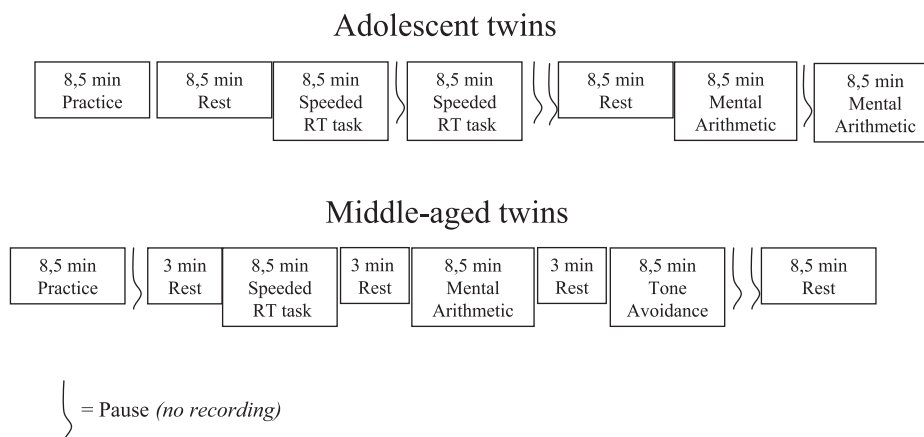 Adolescent twins
8,5 min
Practice
8,5 min
Rest
8,5 min
Speeded
RT task
8,5 min
Speeded
RT task
8,5 min
Rest
8,5 min
Mental
Arithmetic
8,5 min
Mental
Arithmetic
Middle-aged twins
8,5 min
Practice
3 min
Rest
8,5 min
Speeded
RT task
3 min
Rest
8,5 min
Mental
Arithmetic
3 min
Rest
8,5 min
Tone
Avoidance
8,5 min
Rest
= Pause (no recording)